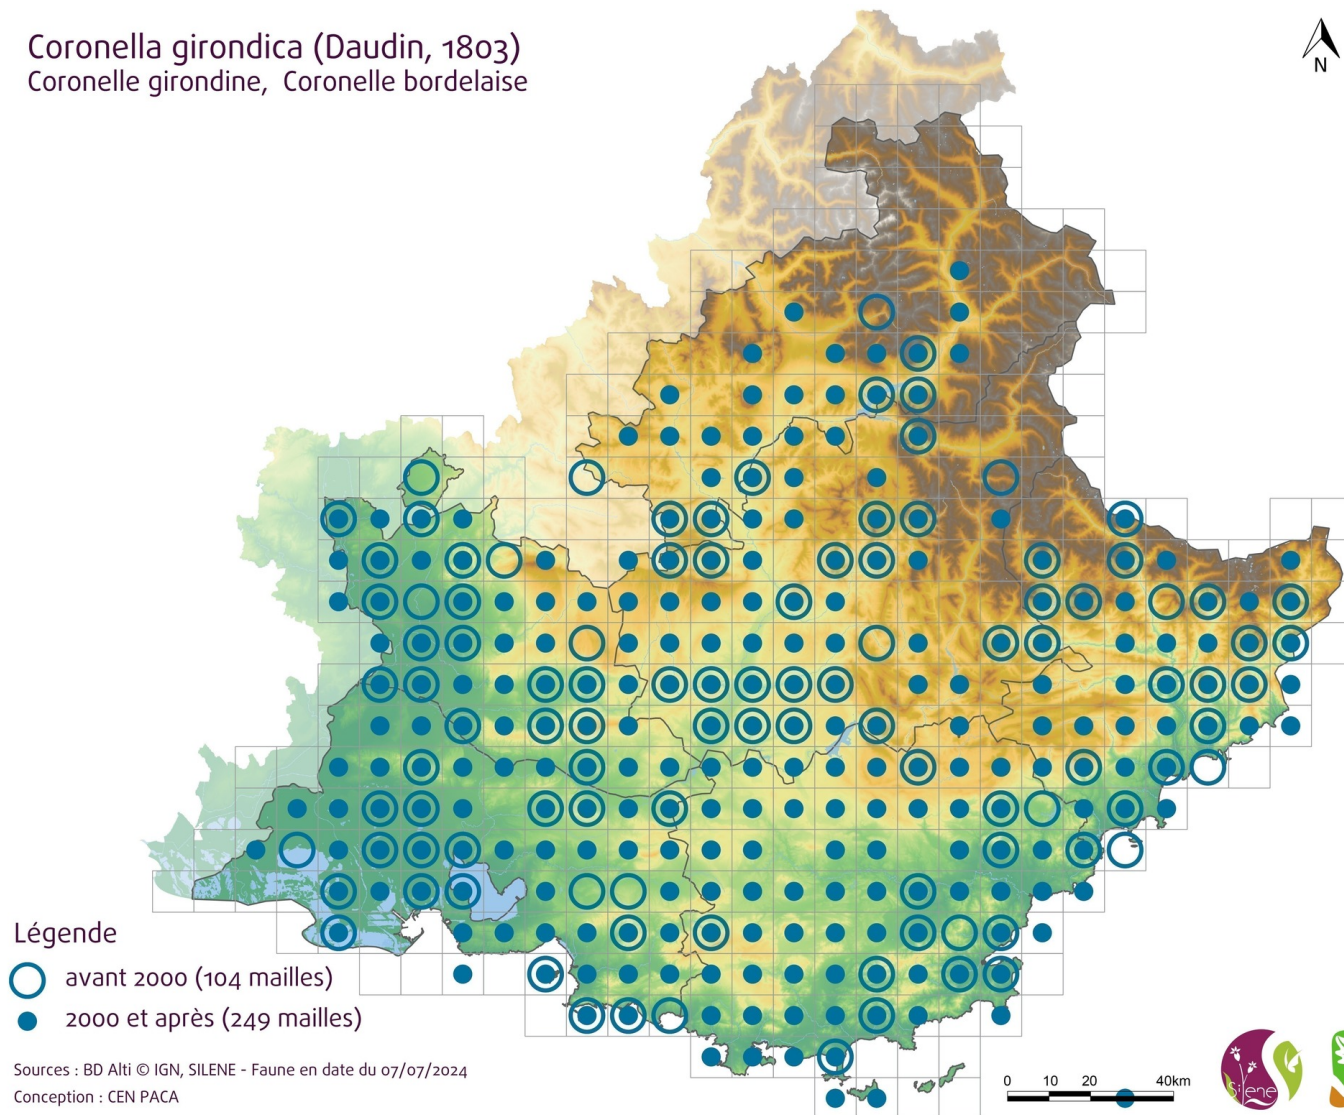 Coronella girondica (Daudin, 1803)
Coronelle girondine, Coronelle bordelaise
N
Légende
avant 2000 (104 mailles)
2000 et après (249 mailles)
Sources : BD Alti © IGN, SILENE - Faune en date du 07/07/2024
Conception : CEN PACA
0 10 20 40km
Silene